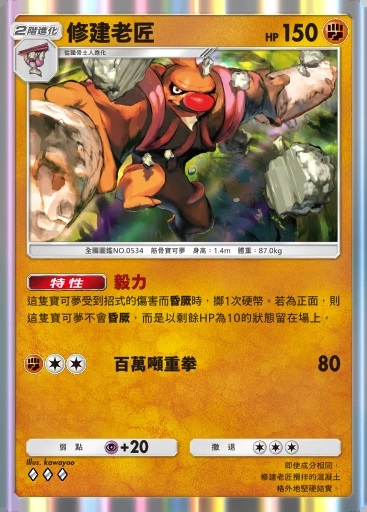 2階進化 修建老匠 HP 150
從鐵骨土人進化
全國圖鑑NO.0534 筋骨寶可夢 身高：1.4m 體重：87.0kg
特性 毅力
這隻寶可夢受到招式的傷害而昏厥時，擲1次硬幣。若為正面，則
這隻寶可夢不會昏厥，而是以剩餘HP為10的狀態留在場上。
百萬噸重拳 80
弱點 +20 撤退
Illus. kawayoo
即使成分相同，
修建老匠攪拌的混凝土
格外地堅硬結實。